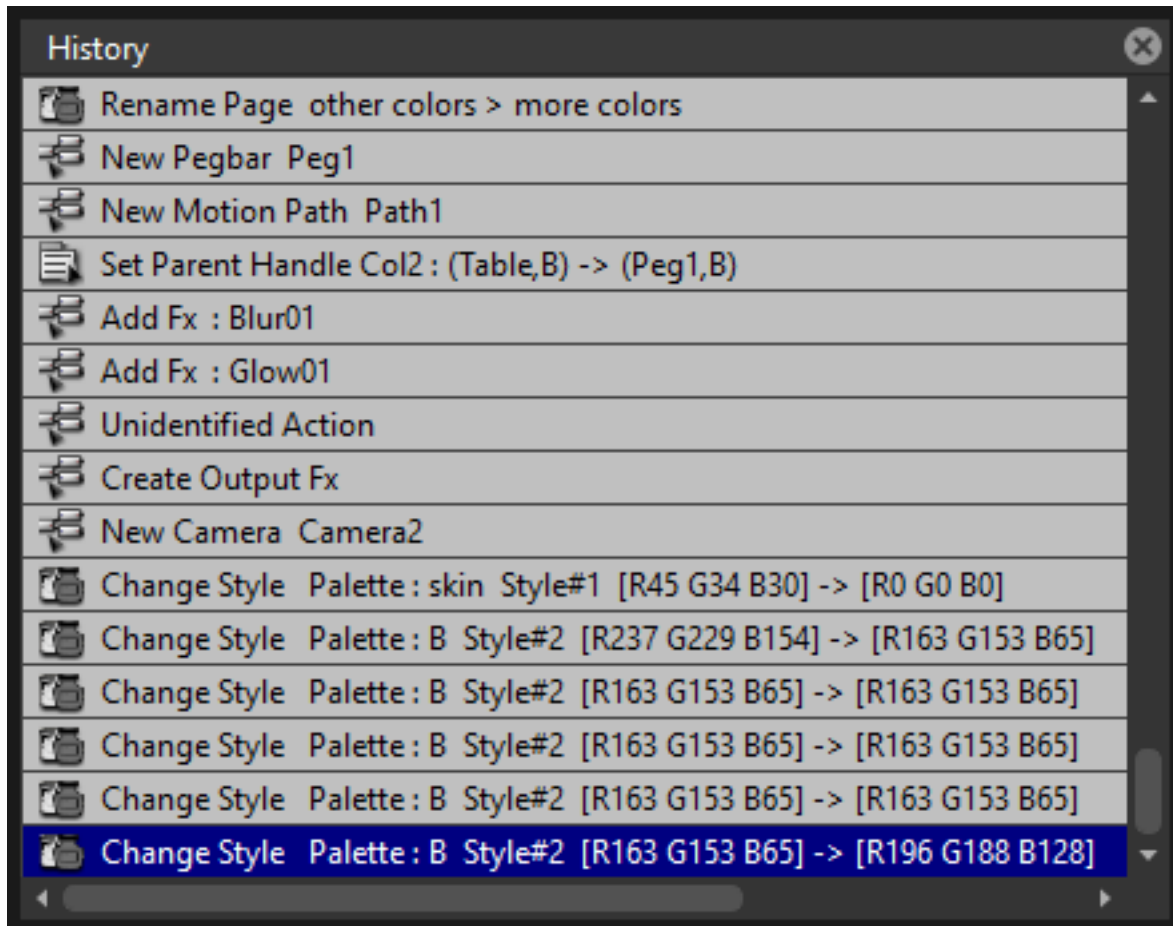 History
Rename Page  other colors > more colors
New Pegbar  Peg1
New Motion Path  Path1
Set Parent Handle Col2 : (Table,B) -> (Peg1,B)
Add Fx  : Blur01
Add Fx  : Glow01
Unidentified Action
Create Output Fx
New Camera  Camera2
Change Style   Palette : skin  Style#1  [R45 G34 B30] -> [R0 G0 B0]
Change Style   Palette : B  Style#2  [R237 G229 B154] -> [R163 G153 B65]
Change Style   Palette : B  Style#2  [R163 G153 B65] -> [R163 G153 B65]
Change Style   Palette : B  Style#2  [R163 G153 B65] -> [R163 G153 B65]
Change Style   Palette : B  Style#2  [R163 G153 B65] -> [R163 G153 B65]
Change Style   Palette : B  Style#2  [R163 G153 B65] -> [R196 G188 B128]